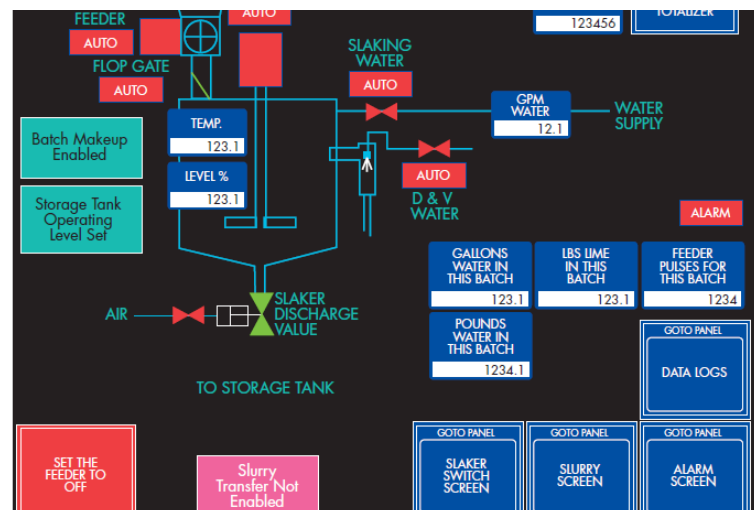 FEEDER
AUTO
AUTO
FLOP GATE
AUTO
123456
TOTALIZER
SLAKING
WATER
AUTO
GPM
WATER
12.1
WATER
SUPPLY
Batch Makeup
Enabled
TEMP.
123.1
LEVEL %
123.1
Storage Tank
Operating
Level Set
AUTO
D & V
WATER
ALARM
GALLONS
WATER IN
THIS BATCH
123.1
LBS LIME
IN THIS
BATCH
123.1
FEEDER
PULSES FOR
THIS BATCH
1234
AIR
SLAKER
DISCHARGE
VALUE
POUNDS
WATER IN
THIS BATCH
1234.1
GOTO PANEL
DATA LOGS
TO STORAGE TANK
SET THE
FEEDER TO
OFF
Slurry
Transfer Not
Enabled
GOTO PANEL
SLAKER
SWITCH
SCREEN
GOTO PANEL
SLURRY
SCREEN
GOTO PANEL
ALARM
SCREEN